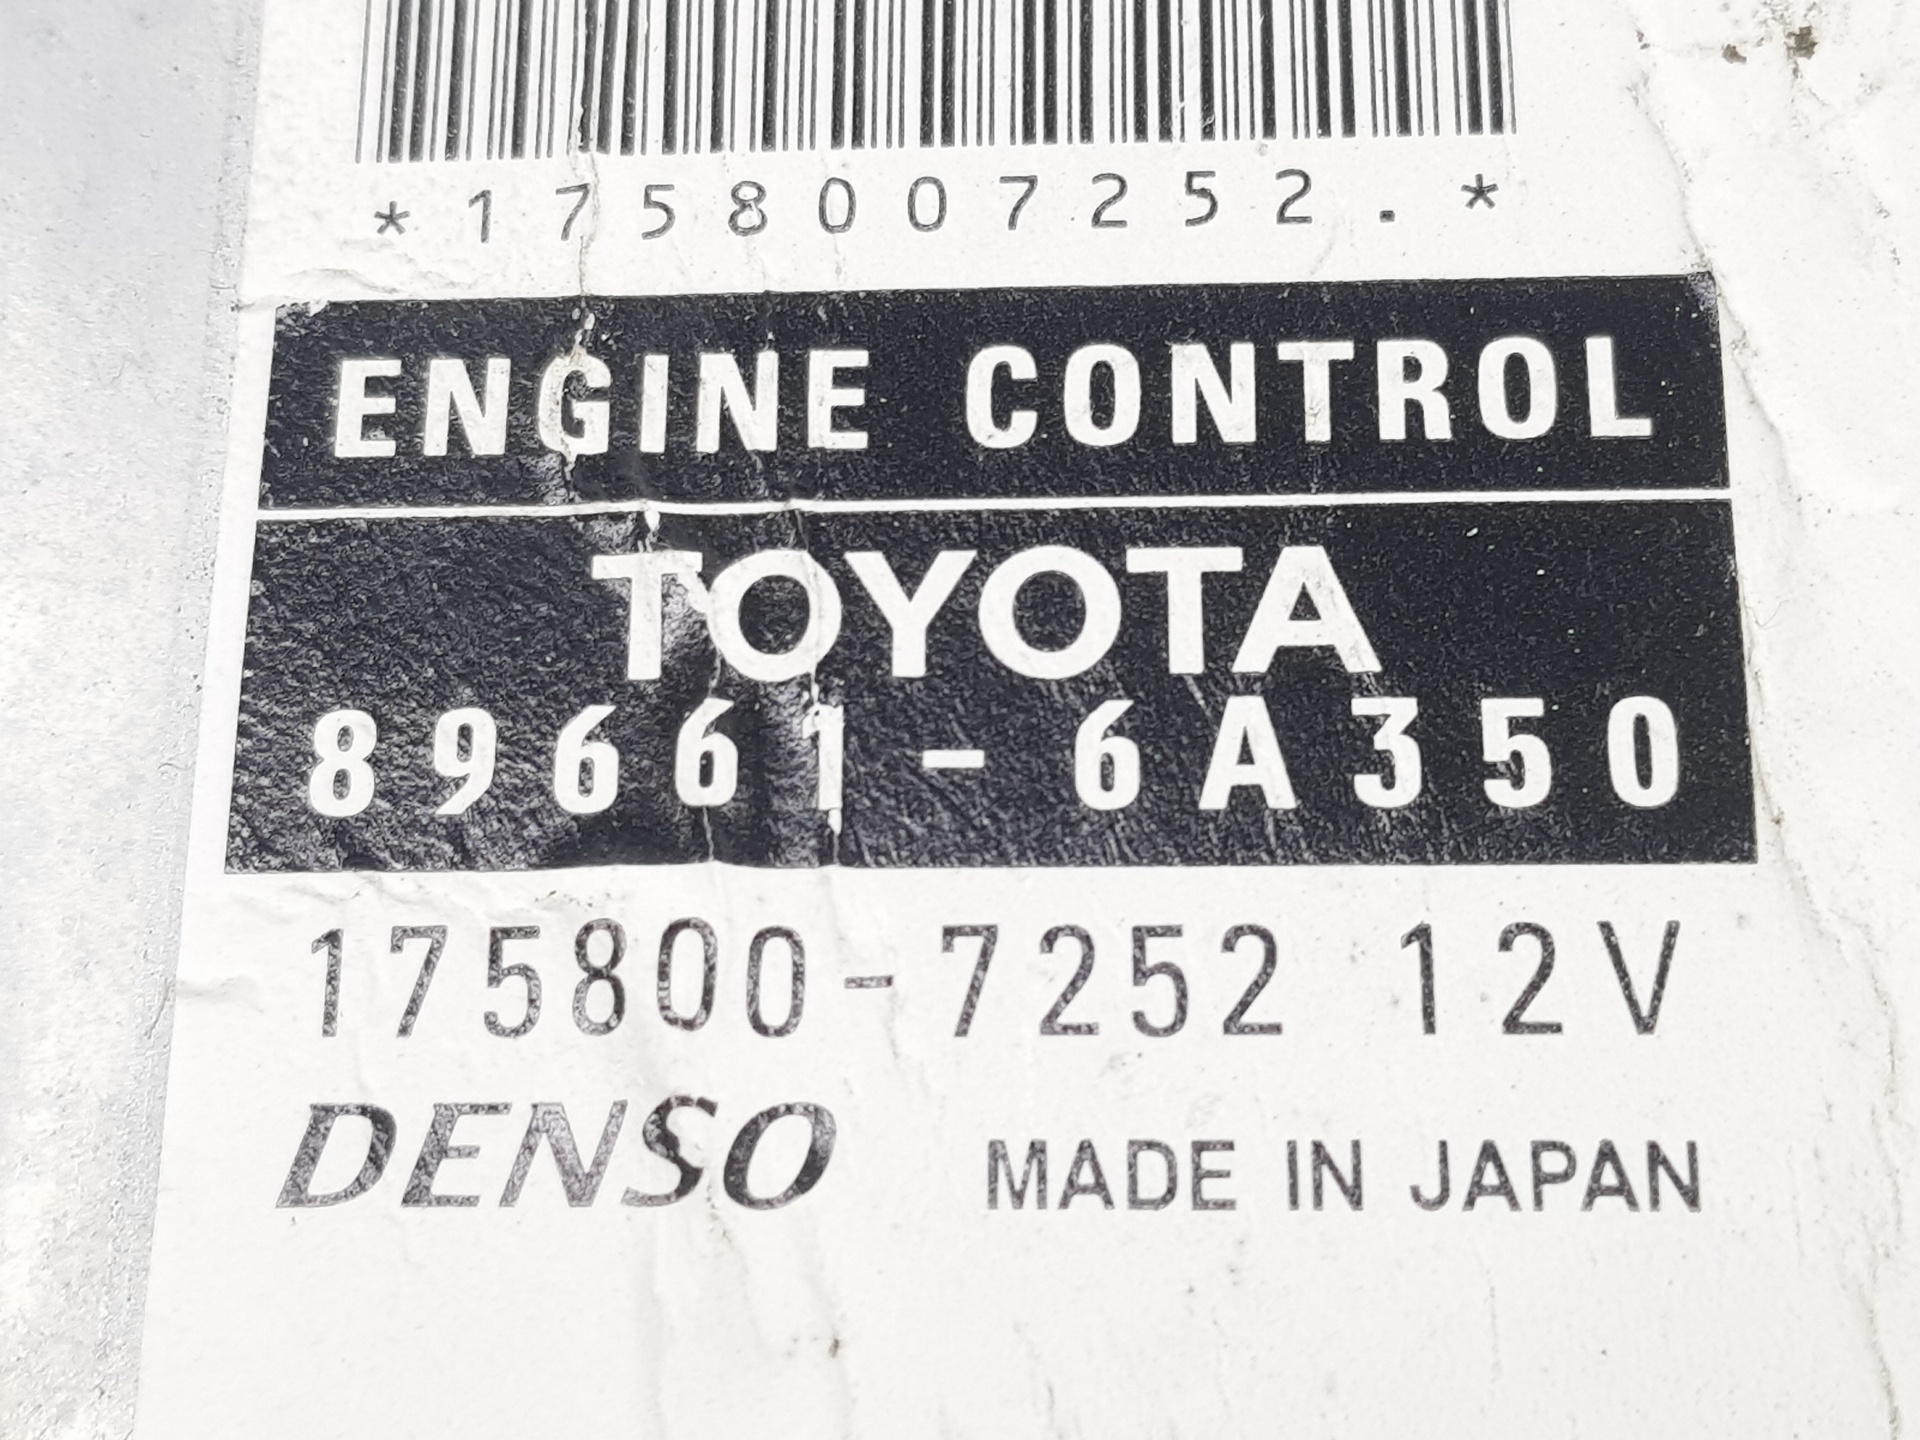 *1758007252.*
ENGINE CONTROL
TOYOTA
89661-6A350
175800-7252 12V
DENSO MADE IN JAPAN